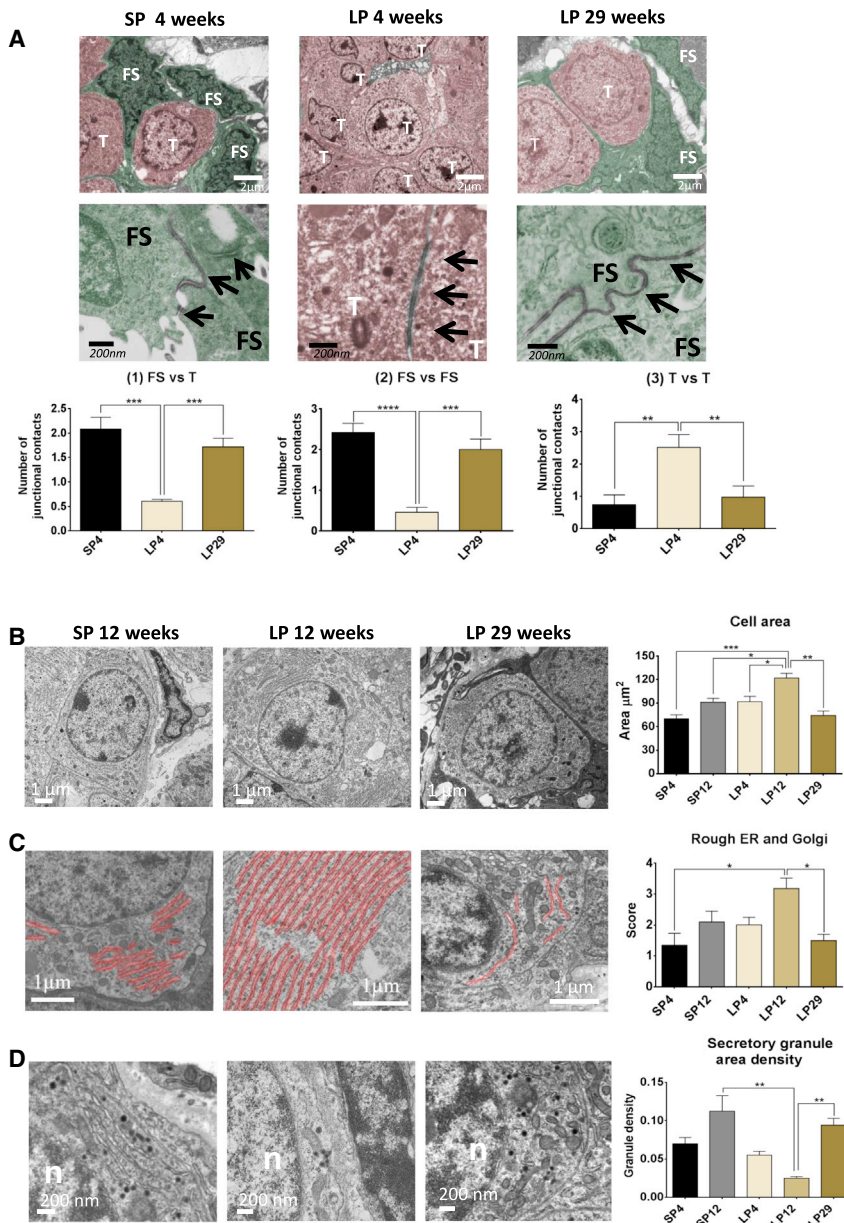 SP 4 weeks LP 4 weeks LP 29 weeks
A
FS FS T T FS 2μm
T T T T T T T 2μm
FS T T FS 2μm
FS FS 200nm
T T 200nm
FS FS 200nm
(1) FS vs T
Number of junctional contacts
2.5
2.0
1.5
1.0
0.5
0.0
*** ***
SP4 LP4 LP29
(2) FS vs FS
Number of junctional contacts
3
2
1
0
**** ***
SP4 LP4 LP29
(3) T vs T
Number of junctional contacts
4
3
2
1
0
** **
SP4 LP4 LP29
B
SP 12 weeks LP 12 weeks LP 29 weeks
1 μm 1 μm 1 μm
Cell area
Area μm²
150
120
90
60
30
0
***
*
* **
SP4 SP12 LP4 LP12 LP29
C
1μm 1μm 1 μm
Rough ER and Golgi
Score
4
3
2
1
0
* *
SP4 SP12 LP4 LP12 LP29
D
n n n
200 nm 200 nm 200 nm
Secretory granule
area density
Granule density
0.15
0.10
0.05
0.00
** **
SP4 SP12 LP4 LP12 LP29